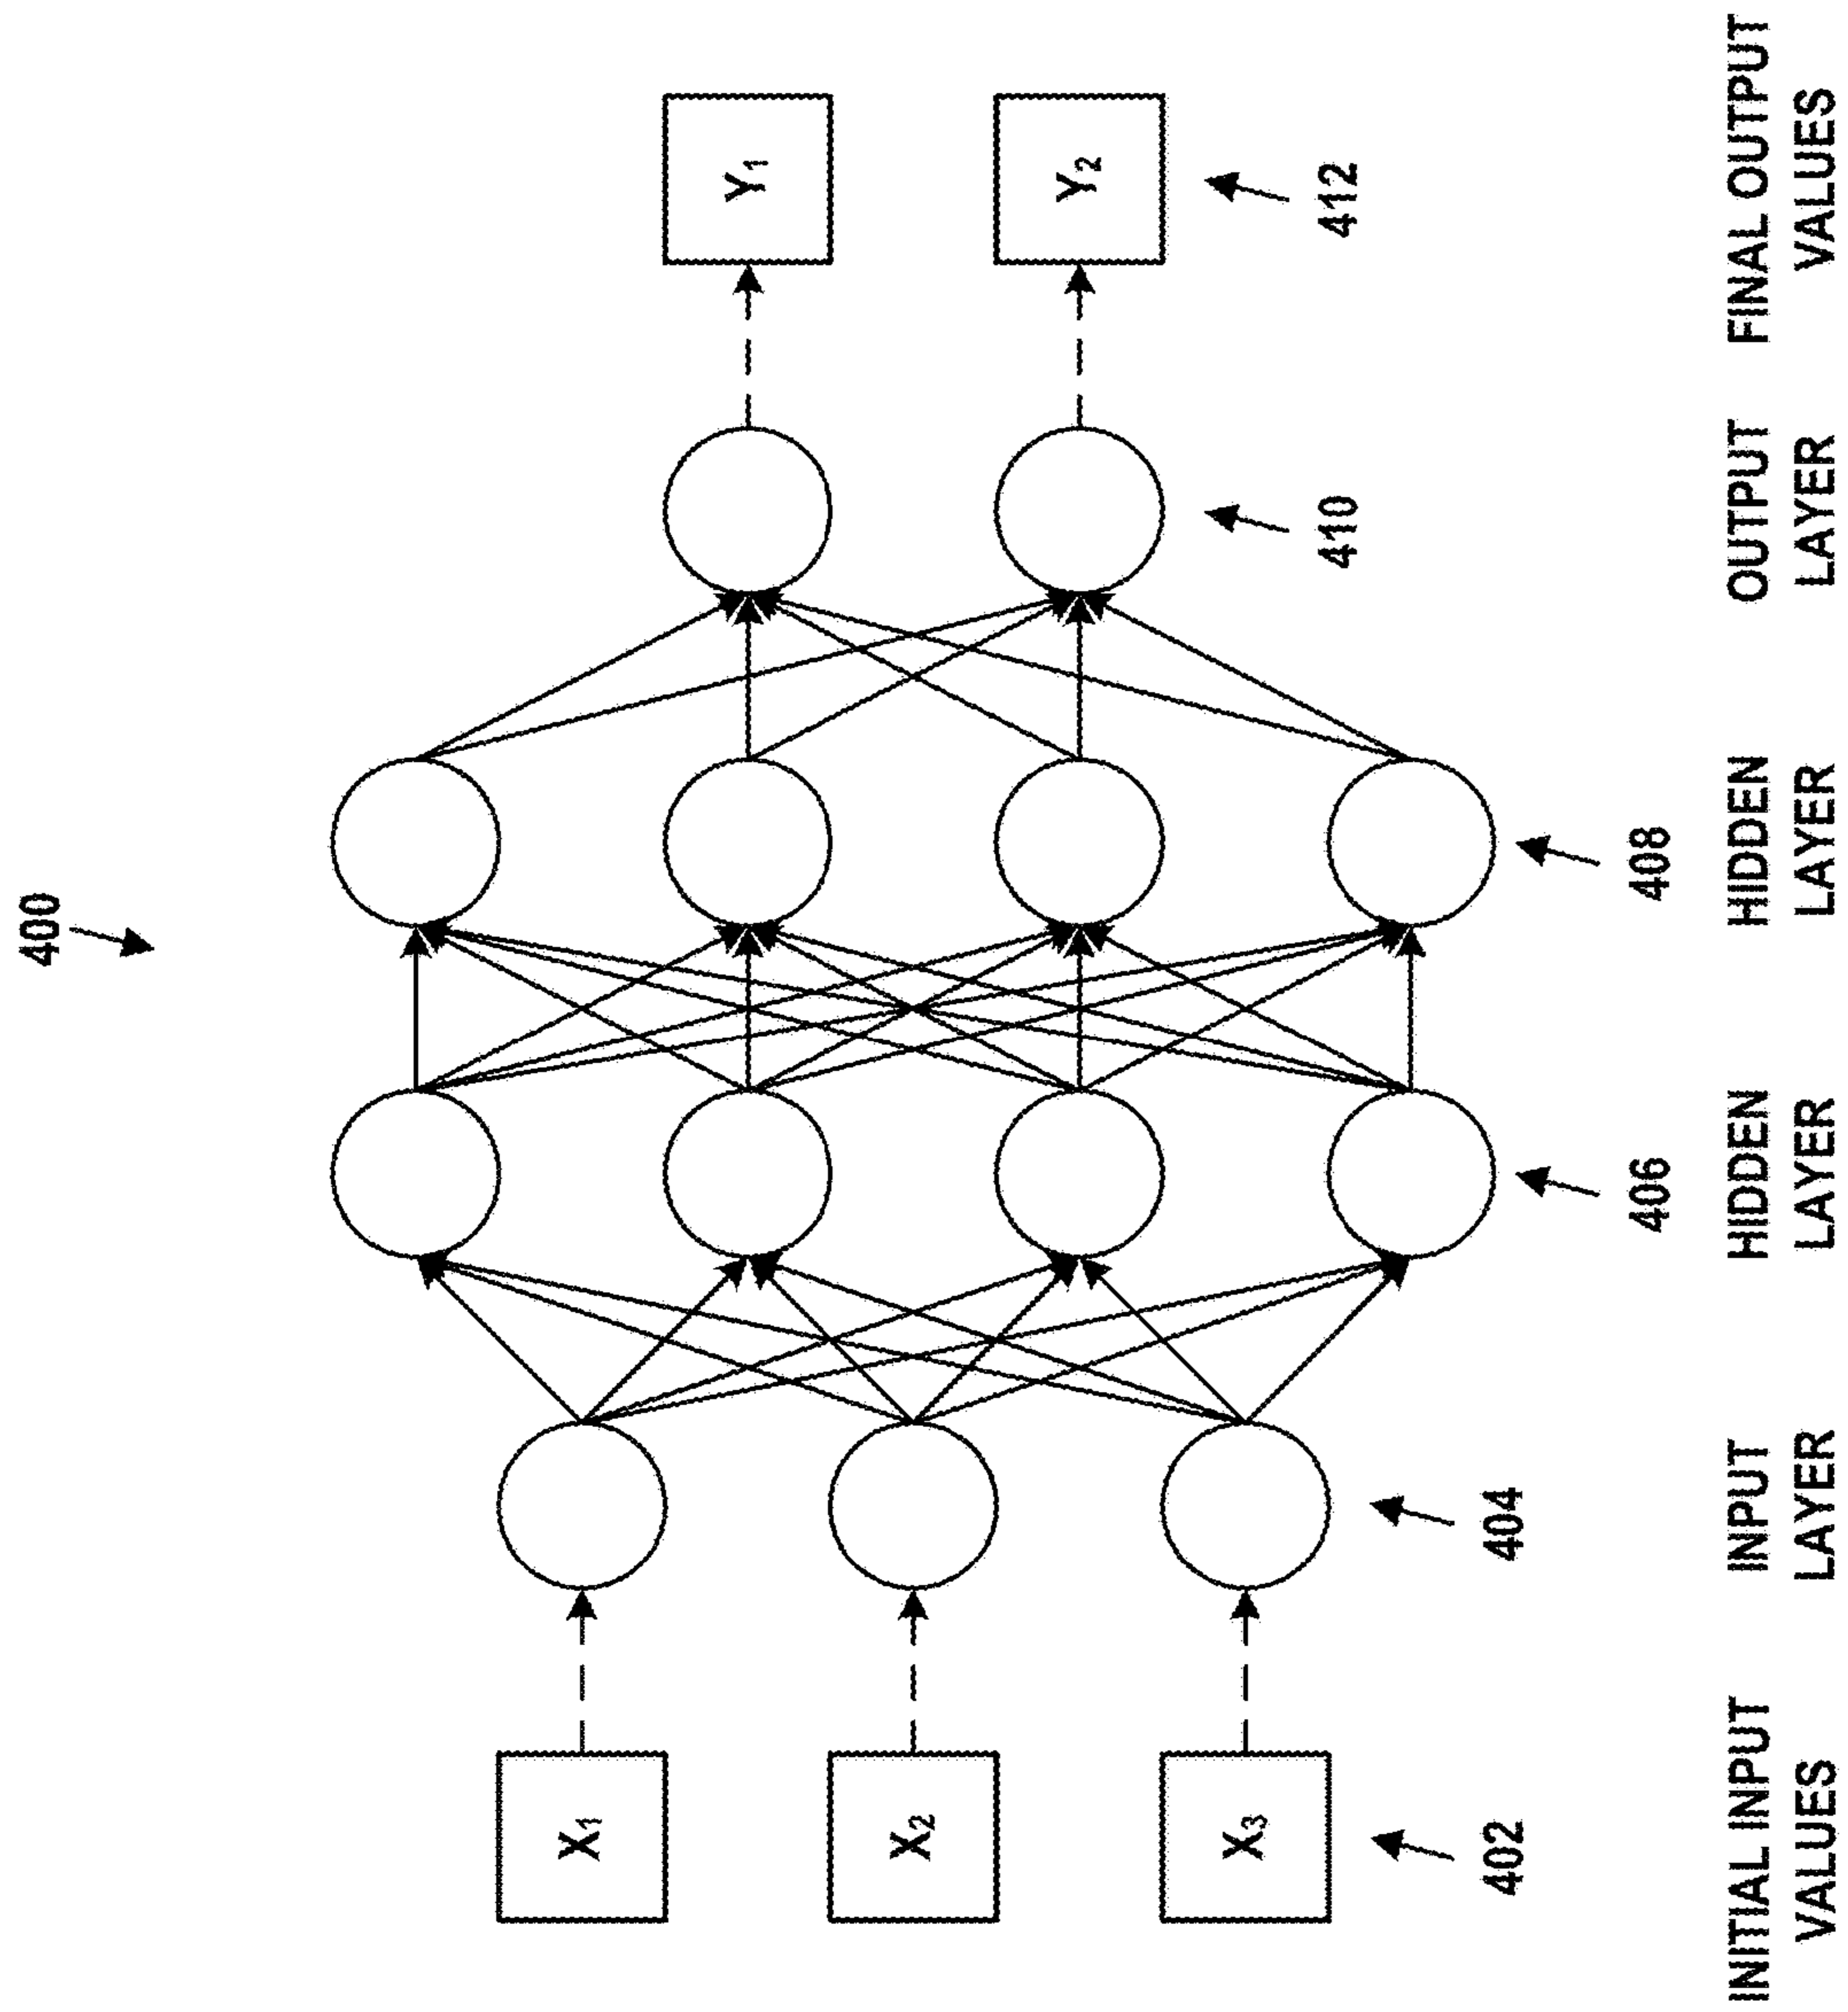 400
X1
X2
X3
Y1
Y2
402
404
406
408
410
412
INITIAL INPUT
VALUES
INPUT
LAYER
HIDDEN
LAYER
HIDDEN
LAYER
OUTPUT
LAYER
FINAL OUTPUT
VALUES